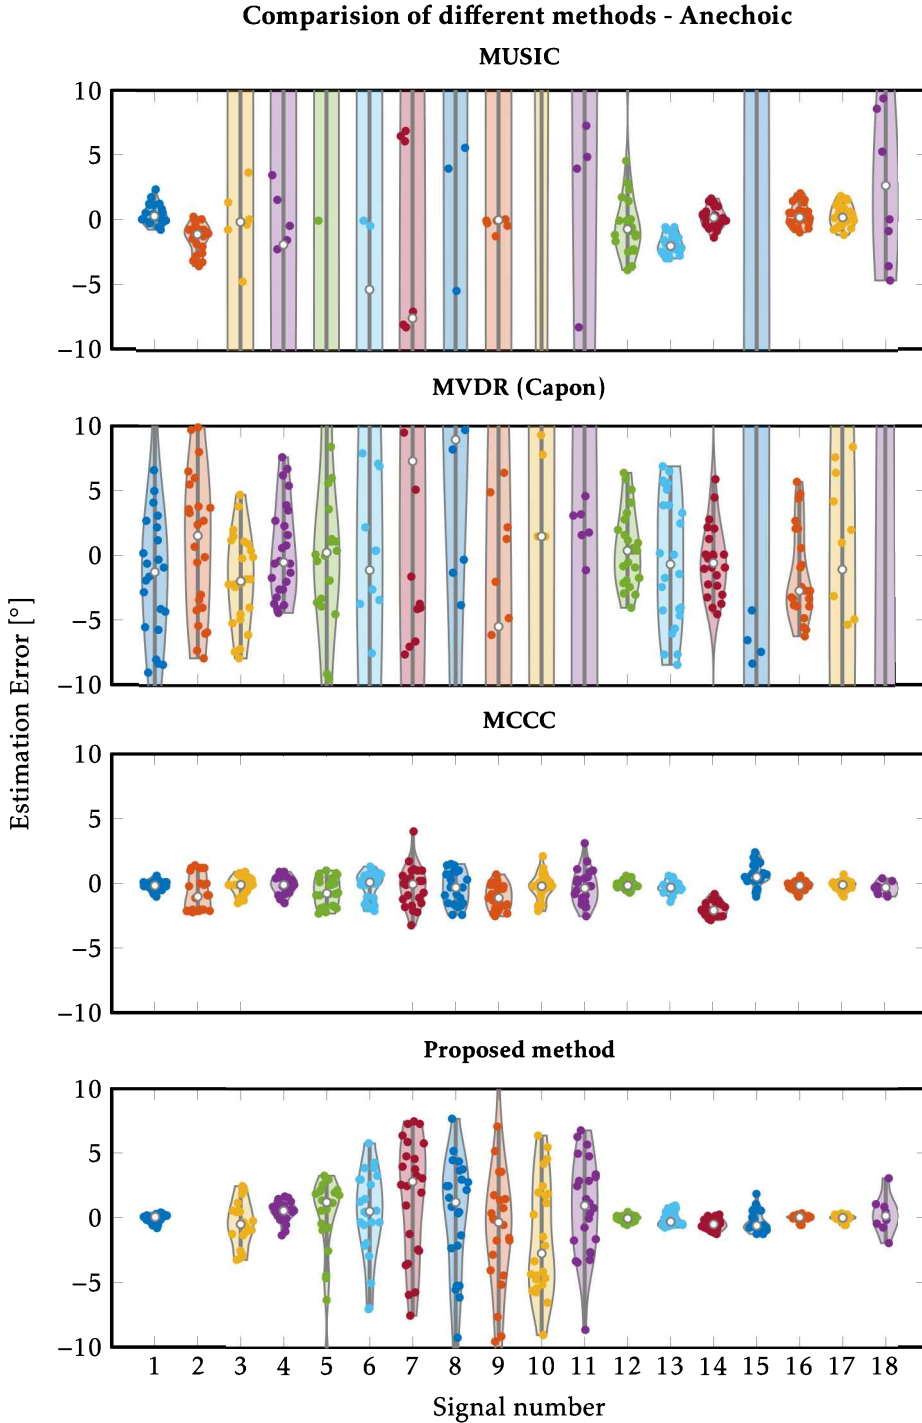 Comparision of different methods - Anechoic
MUSIC
10
5
0
−5
−10
MVDR (Capon)
10
5
0
−5
−10
MCCC
10
5
0
−5
−10
Proposed method
10
5
0
−5
−10
1 2 3 4 5 6 7 8 9 10 11 12 13 14 15 16 17 18
Signal number
Estimation Error [°]